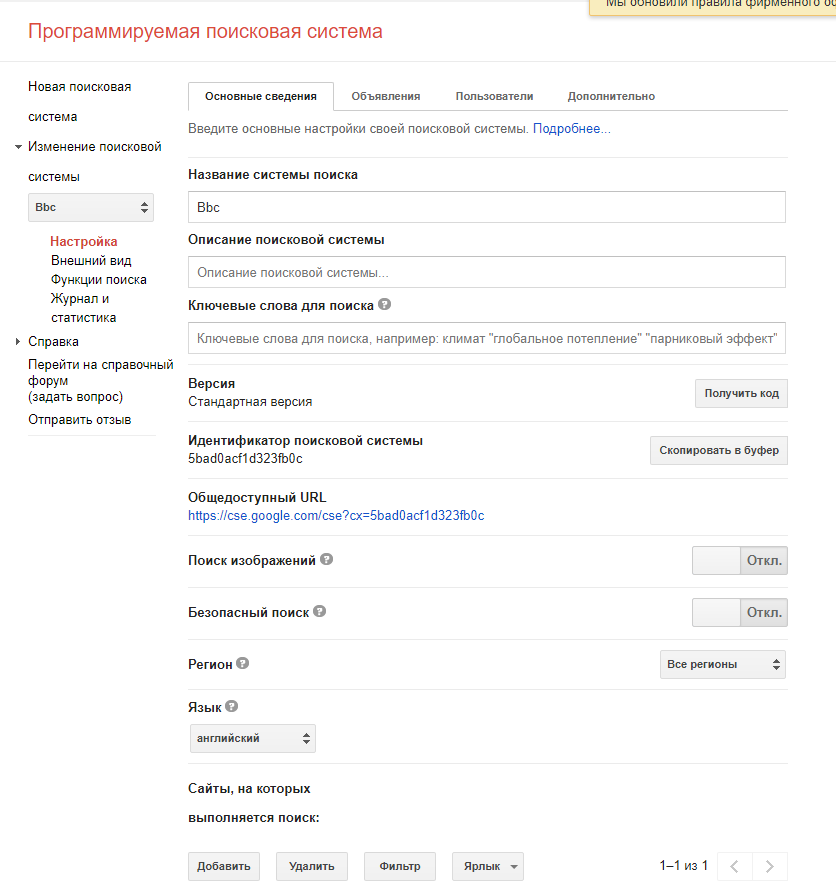 Мы обновили правила фирменного
Программируемая поисковая система
Новая поисковая
система
Изменение поисковой
системы
Bbc
Настройка
Внешний вид
Функции поиска
Журнал и
статистика
Справка
Перейти на справочный
форум
(задать вопрос)
Отправить отзыв
Основные сведения
Объявления
Пользователи
Дополнительно
Введите основные настройки своей поисковой системы. Подробнее...
Название системы поиска
Bbc
Описание поисковой системы
Описание поисковой системы...
Ключевые слова для поиска ?
Ключевые слова для поиска, например: климат "глобальное потепление" "парниковый эффект"
Версия
Стандартная версия
Получить код
Идентификатор поисковой системы
5bad0acf1d323fb0c
Скопировать в буфер
Общедоступный URL
https://cse.google.com/cse?cx=5bad0acf1d323fb0c
Поиск изображений ?
Откл.
Безопасный поиск ?
Откл.
Регион ?
Все регионы
Язык ?
английский
Сайты, на которых
выполняется поиск:
Добавить
Удалить
Фильтр
Ярлык
1–1 из 1